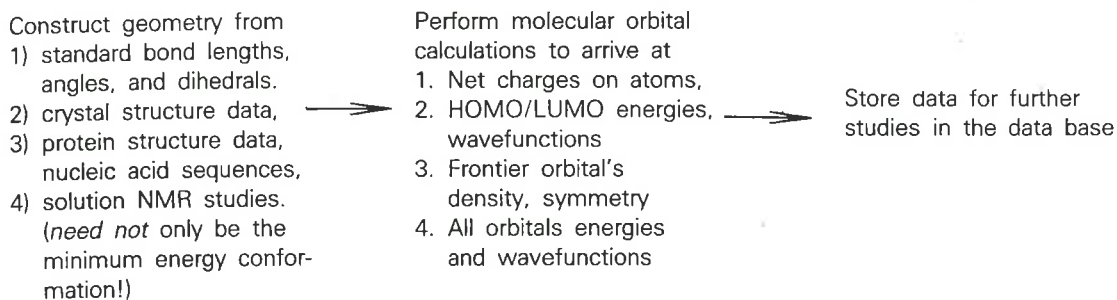 Construct geometry from
1) standard bond lengths,
angles, and dihedrals.
2) crystal structure data,
3) protein structure data,
nucleic acid sequences,
4) solution NMR studies.
(need not only be the
minimum energy confor-
mation!)
Perform molecular orbital
calculations to arrive at
1. Net charges on atoms,
2. HOMO/LUMO energies,
wavefunctions
3. Frontier orbital's
density, symmetry
4. All orbitals energies
and wavefunctions
Store data for further
studies in the data base